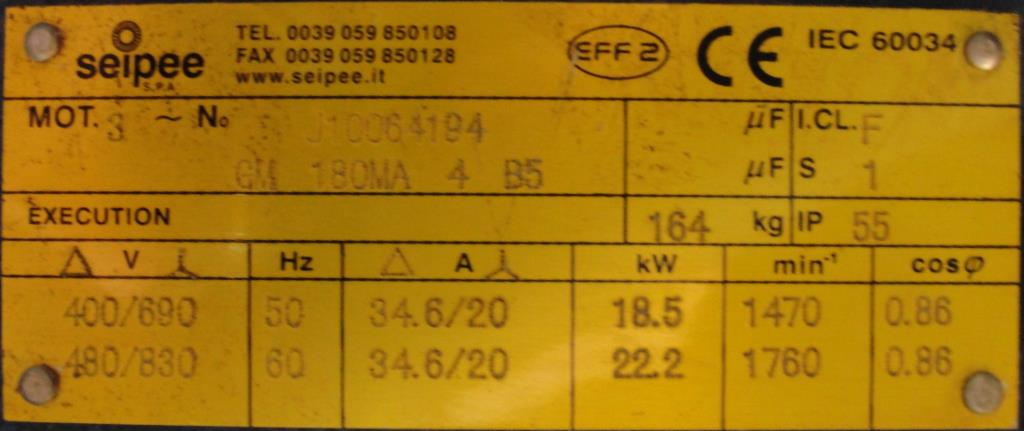 seipee
S.P.A.
TEL. 0039 059 850108
FAX 0039 059 850128
www.seipee.it
EFF 2
CE
IEC 60034
MOT. 3 ~ No J10064194 µF I.CL. F
GM 180MA 4 B5 µF S 1
EXECUTION 164 kg IP 55
Δ V Hz Δ A kW min⁻¹ cosφ
400/690 50 34.6/20 18.5 1470 0.86
480/830 60 34.6/20 22.2 1760 0.86